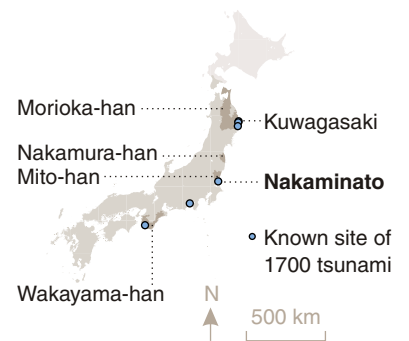 Morioka-han
Kuwagasaki
Nakamura-han
Mito-han
Nakaminato
Known site of
1700 tsunami
Wakayama-han
N
500 km